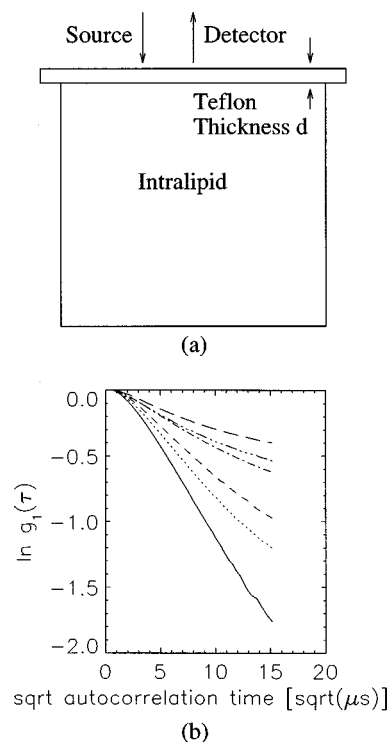 Source
Detector
Teflon
Thickness d
Intralipid
(a)
0.0
−0.5
−1.0
−1.5
−2.0
ln g₁(τ)
0 5 10 15 20
sqrt autocorrelation time [sqrt(μs)]
(b)